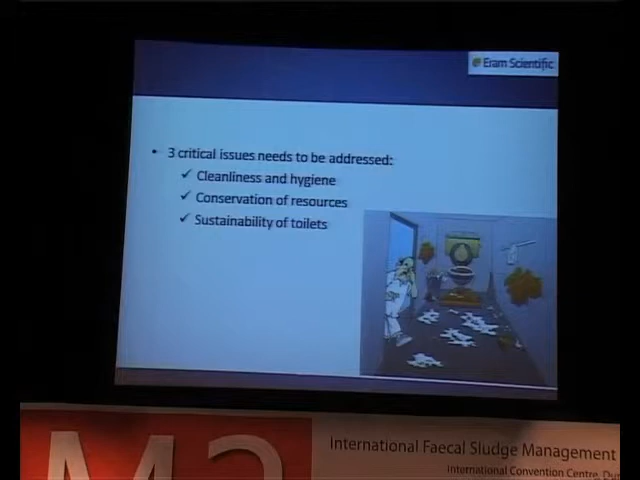 Eram Scientific
• 3 critical issues needs to be addressed:
✓ Cleanliness and hygiene
✓ Conservation of resources
✓ Sustainability of toilets
M2
International Faecal Sludge Management
International Convention Centre,